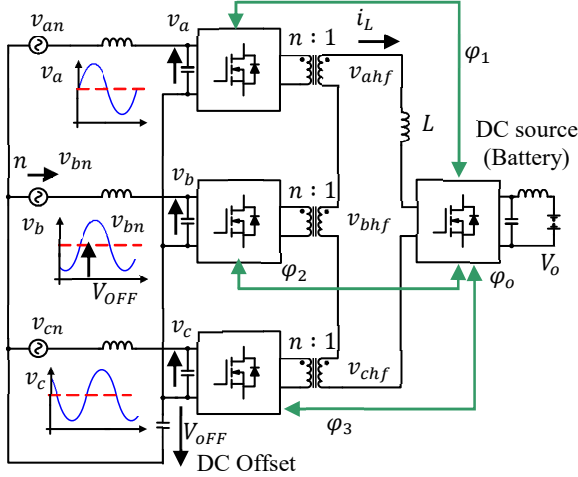 v_an
v_a
n : 1
i_L
φ_1
v_a
v_ahf
L
DC source
(Battery)
n
v_bn
v_b
n : 1
v_b
v_bn
v_bhf
V_OFF
φ_2
φ_o
V_o
v_cn
v_c
n : 1
v_c
v_chf
V_oFF
φ_3
DC Offset